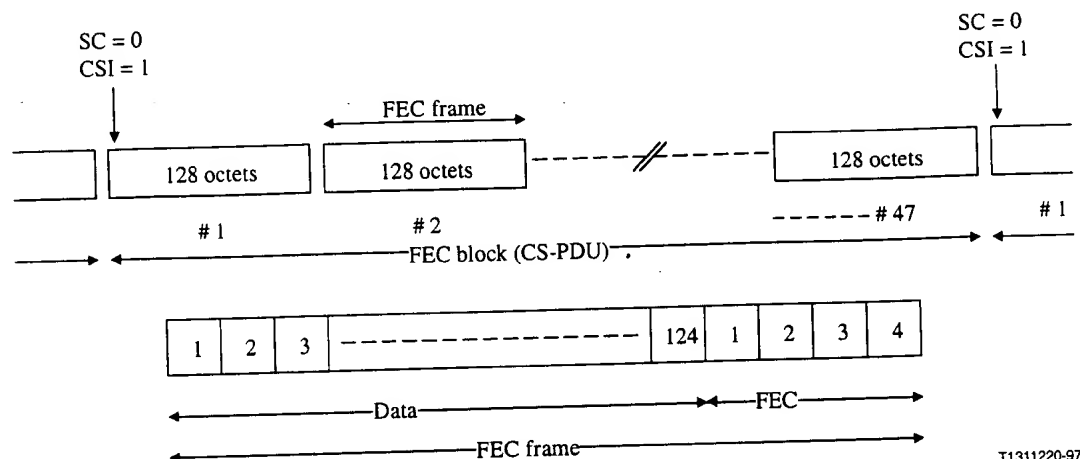 SC = 0
CSI = 1
SC = 0
CSI = 1
FEC frame
128 octets
128 octets
128 octets
# 1
# 2
# 47
# 1
FEC block (CS-PDU)
1 2 3 124 1 2 3 4
Data
FEC
FEC frame
T1311220-97